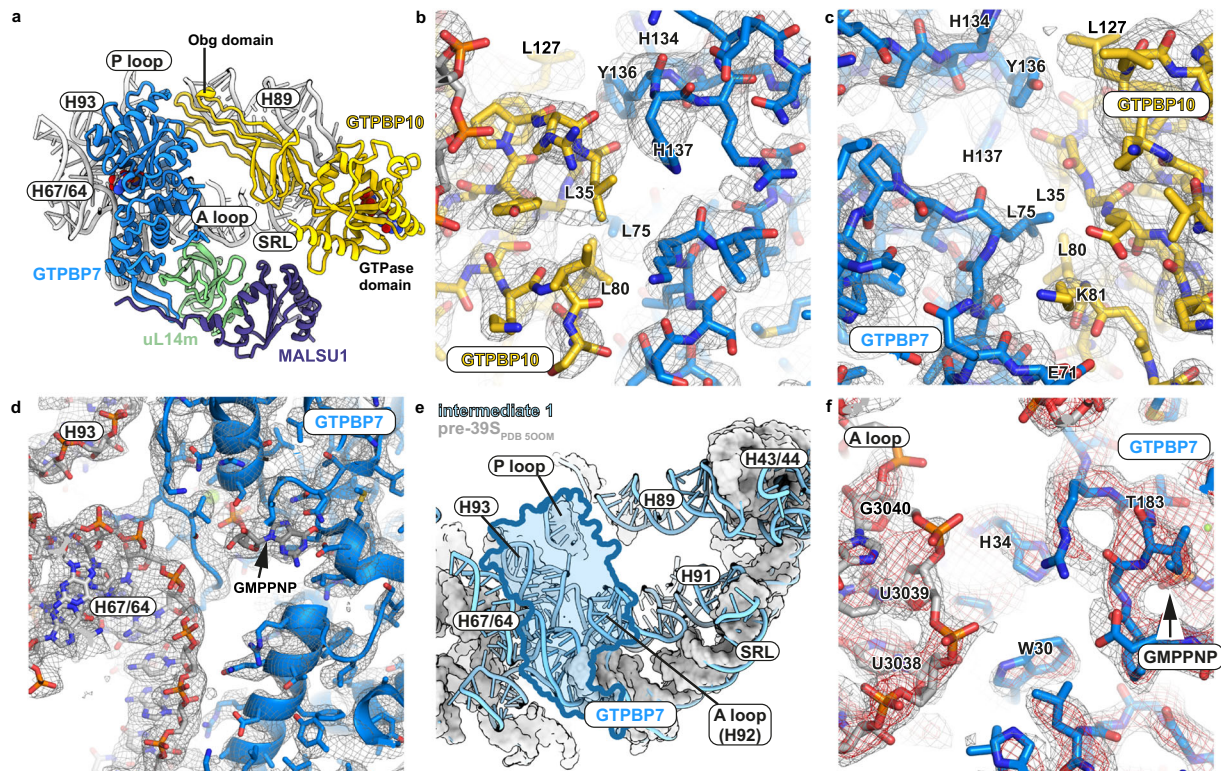 a
Obg domain
P loop
H93
H89
GTPBP10
H67/64
A loop
SRL
GTPBP7
GTPase
domain
uL14m
MALSU1
b
L127
H134
Y136
H137
L35
L75
L80
GTPBP10
c
H134
L127
Y136
GTPBP10
H137
L35
L75
L80
K81
GTPBP7
E71
d
H93
GTPBP7
GMPPNP
H67/64
e
intermediate 1
pre-39S PDB 5OOM
P loop
H43/44
H93
H89
H91
H67/64
SRL
GTPBP7
A loop
(H92)
f
A loop
GTPBP7
G3040
T183
H34
U3039
U3038
W30
GMPPNP